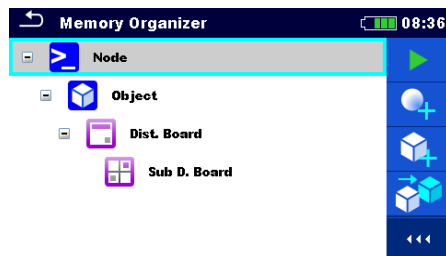 Memory Organizer 08:36
Node
Object
Dist. Board
Sub D. Board